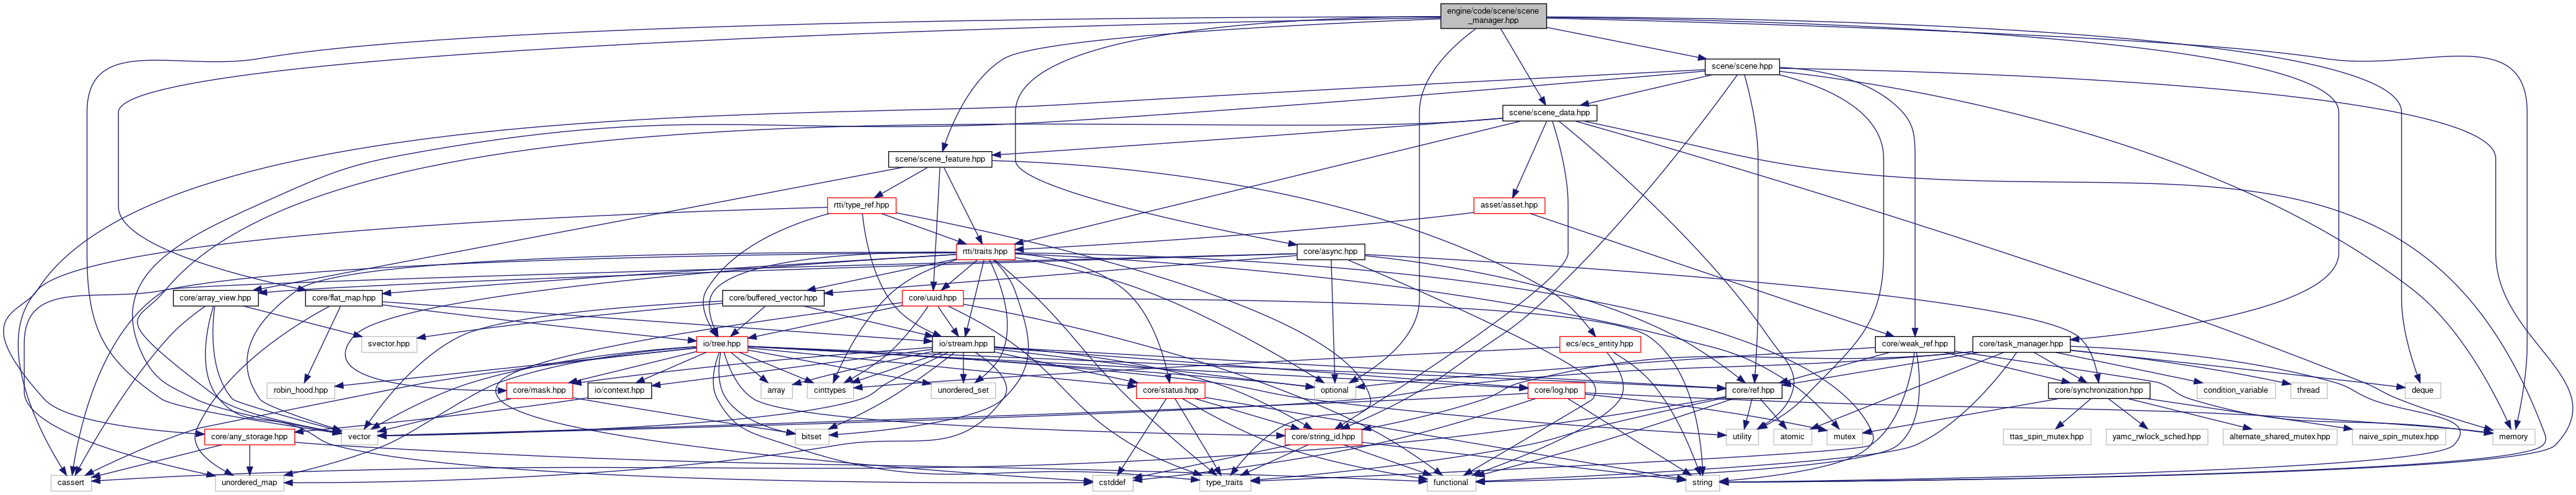 engine/code/scene/scene
_manager.hpp
scene/scene.hpp
scene/scene_data.hpp
scene/scene_feature.hpp
rtti/type_ref.hpp
asset/asset.hpp
rtti/traits.hpp
core/async.hpp
core/array_view.hpp
core/flat_map.hpp
core/buffered_vector.hpp
core/uuid.hpp
svector.hpp
io/tree.hpp
io/stream.hpp
ecs/ecs_entity.hpp
core/weak_ref.hpp
core/task_manager.hpp
robin_hood.hpp
core/mask.hpp
io/context.hpp
array
cinttypes
unordered_set
core/status.hpp
optional
core/log.hpp
core/ref.hpp
core/synchronization.hpp
condition_variable
thread
deque
core/any_storage.hpp
vector
bitset
core/string_id.hpp
utility
atomic
mutex
ttas_spin_mutex.hpp
yamc_rwlock_sched.hpp
alternate_shared_mutex.hpp
naive_spin_mutex.hpp
memory
cassert
unordered_map
cstddef
type_traits
functional
string